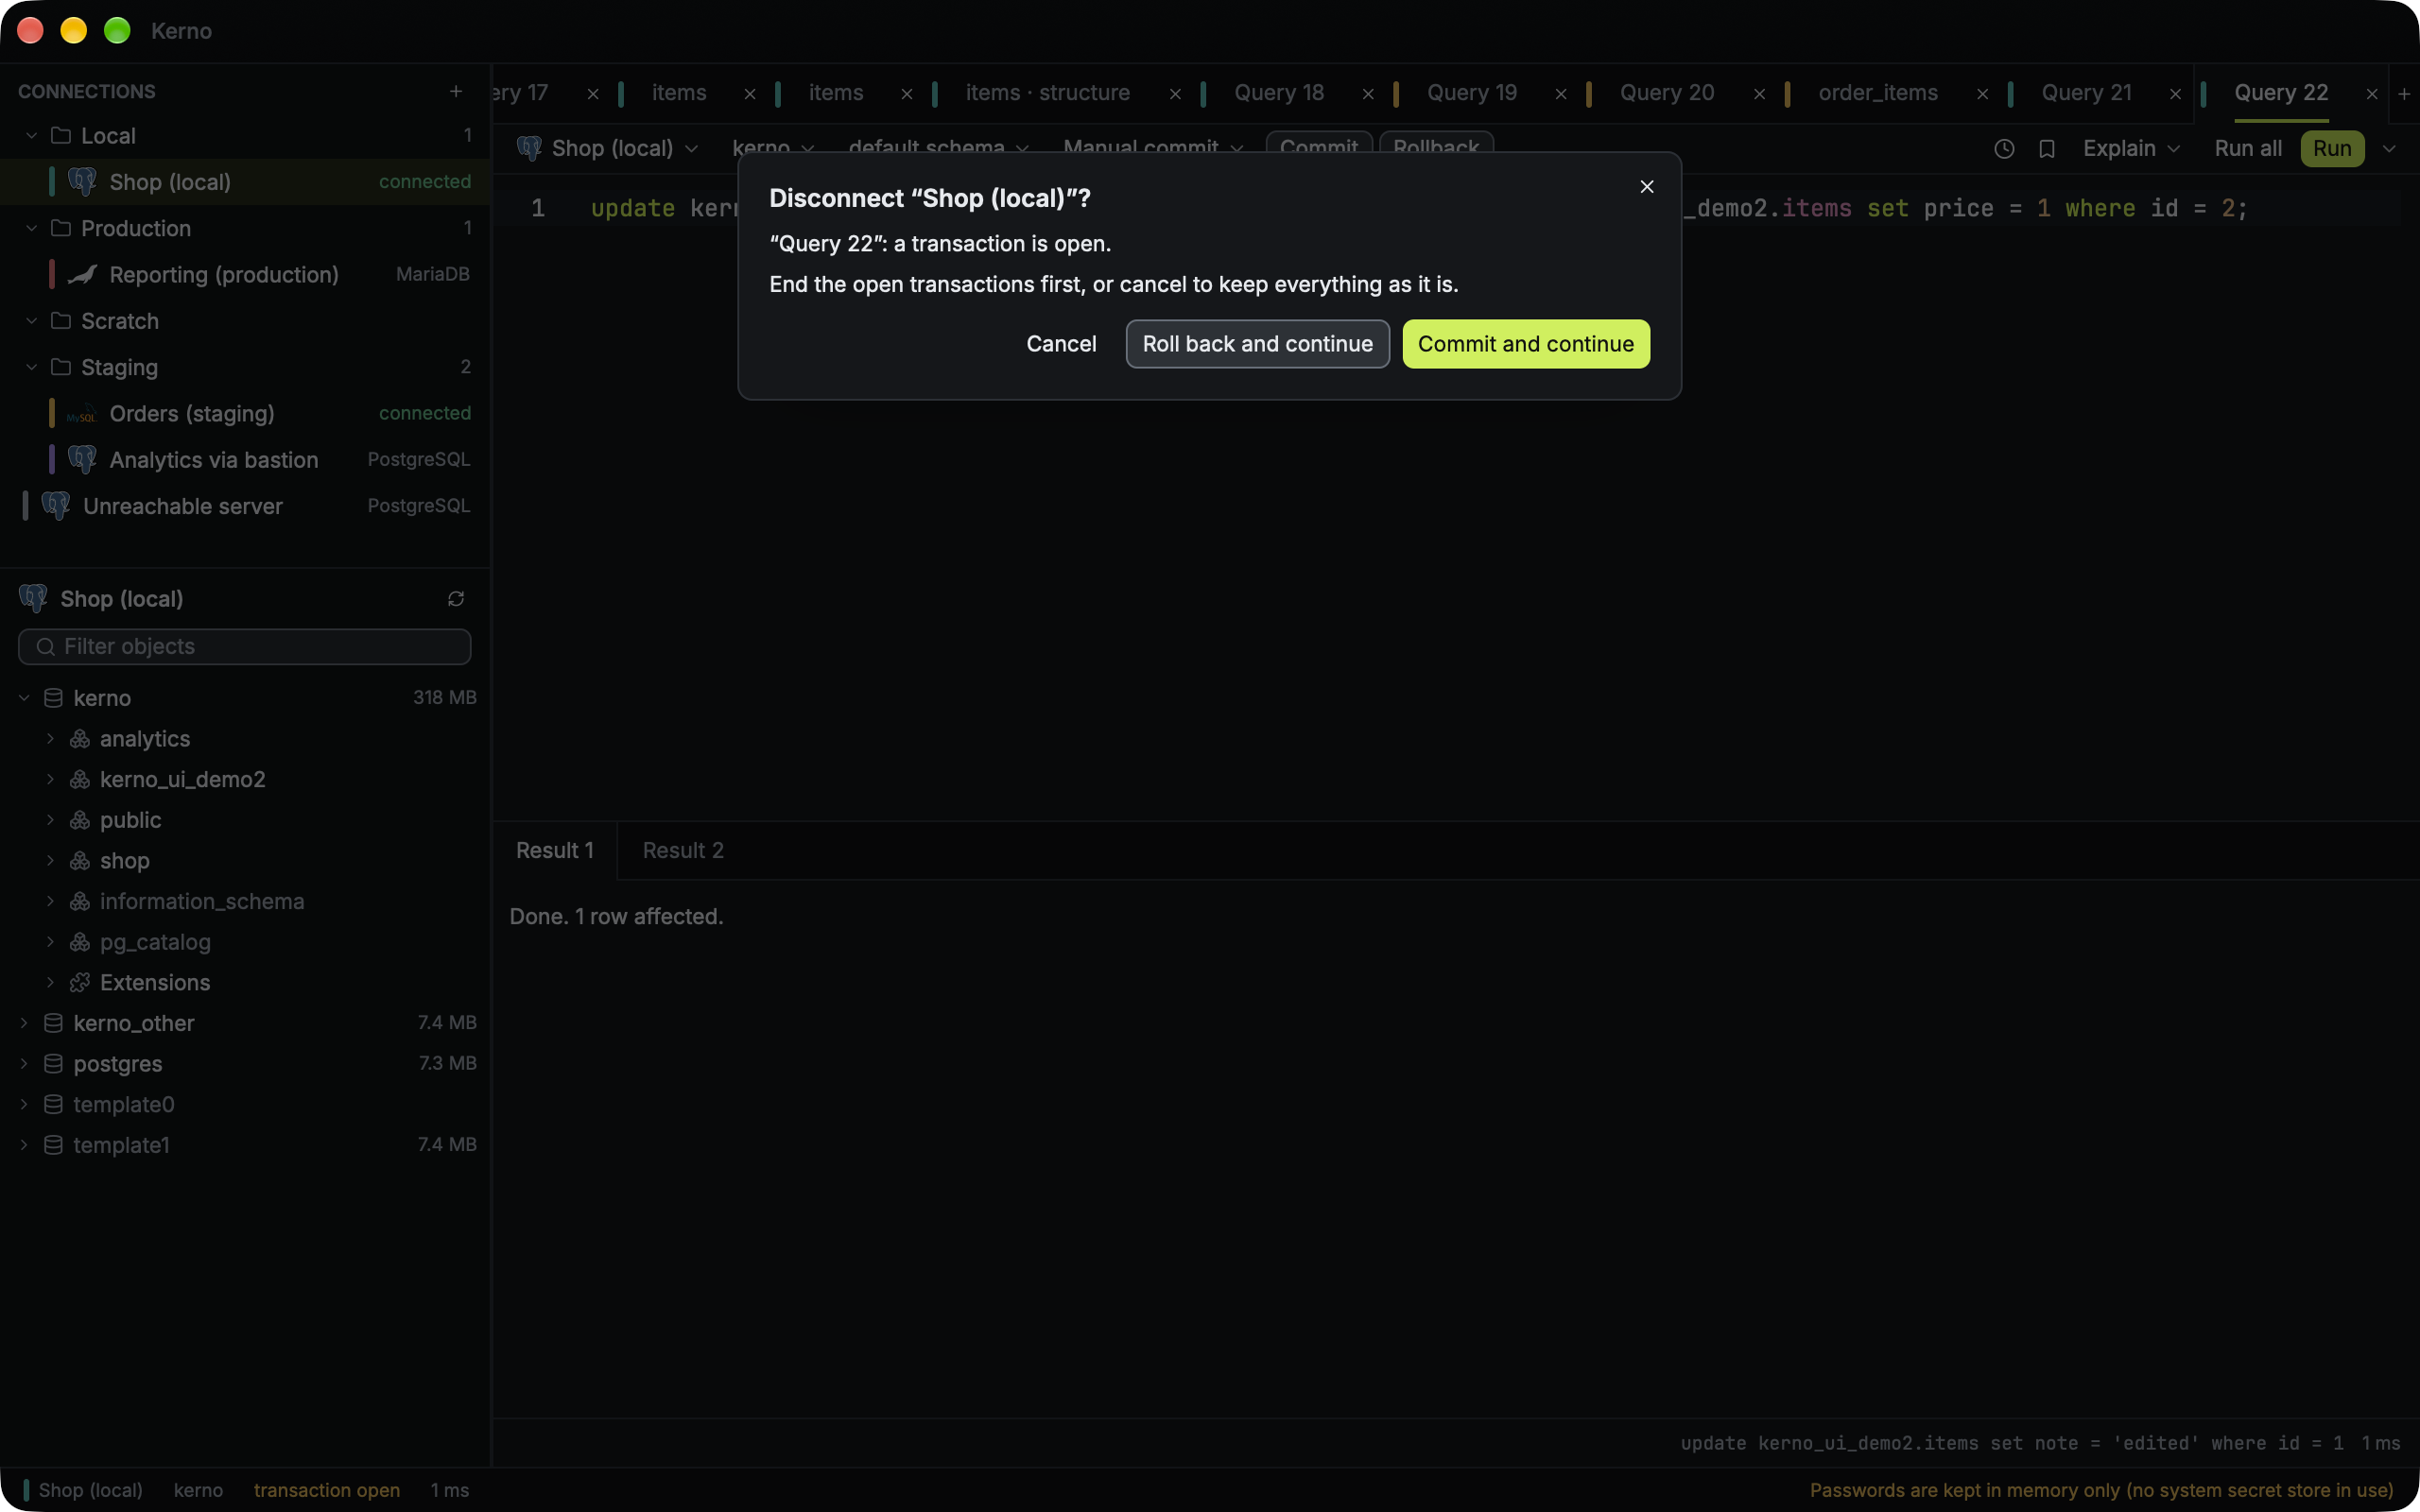 Kerno
CONNECTIONS
Local 1
Shop (local) connected
Production 1
Reporting (production) MariaDB
Scratch
Staging 2
MySQL Orders (staging) connected
Analytics via bastion PostgreSQL
Unreachable server PostgreSQL
Shop (local)
Filter objects
kerno 318 MB
analytics
kerno_ui_demo2
public
shop
information_schema
pg_catalog
Extensions
kerno_other 7.4 MB
postgres 7.3 MB
template0
template1 7.4 MB
ery 17 items items items · structure Query 18 Query 19 Query 20 order_items Query 21 Query 22
Shop (local) kerno default schema Manual commit Commit Rollback Explain Run all Run
1 update kern _demo2.items set price = 1 where id = 2;
Disconnect “Shop (local)”?
“Query 22”: a transaction is open.
End the open transactions first, or cancel to keep everything as it is.
Cancel Roll back and continue Commit and continue
Result 1 Result 2
Done. 1 row affected.
update kerno_ui_demo2.items set note = 'edited' where id = 1 1 ms
Shop (local) kerno transaction open 1 ms Passwords are kept in memory only (no system secret store in use)